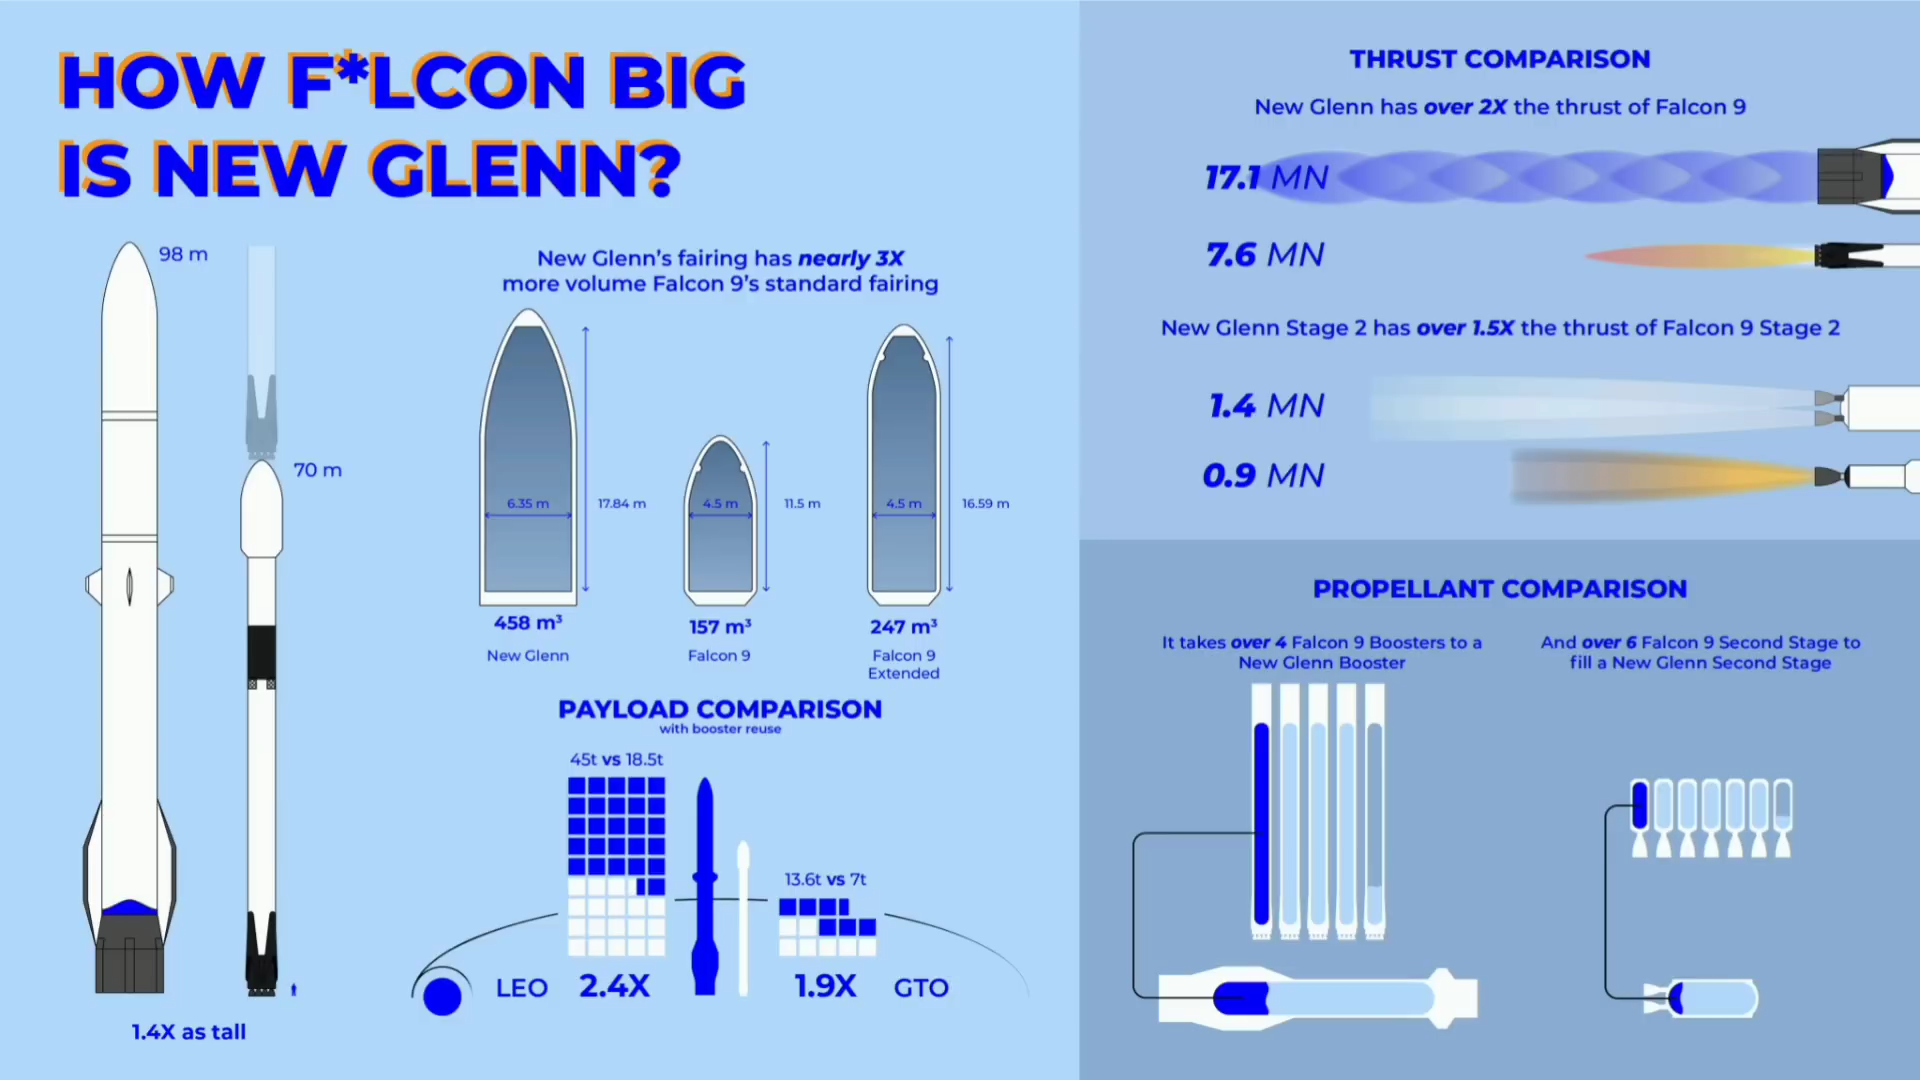 HOW F*LCON BIG
IS NEW GLENN?
98 m
70 m
1.4X as tall
New Glenn's fairing has nearly 3X
more volume Falcon 9's standard fairing
6.35 m
17.84 m
4.5 m
11.5 m
4.5 m
16.59 m
458 m³
New Glenn
157 m³
Falcon 9
247 m³
Falcon 9
Extended
PAYLOAD COMPARISON
with booster reuse
45t vs 18.5t
13.6t vs 7t
LEO
2.4X
1.9X
GTO
THRUST COMPARISON
New Glenn has over 2X the thrust of Falcon 9
17.1 MN
7.6 MN
New Glenn Stage 2 has over 1.5X the thrust of Falcon 9 Stage 2
1.4 MN
0.9 MN
PROPELLANT COMPARISON
It takes over 4 Falcon 9 Boosters to a
New Glenn Booster
And over 6 Falcon 9 Second Stage to
fill a New Glenn Second Stage